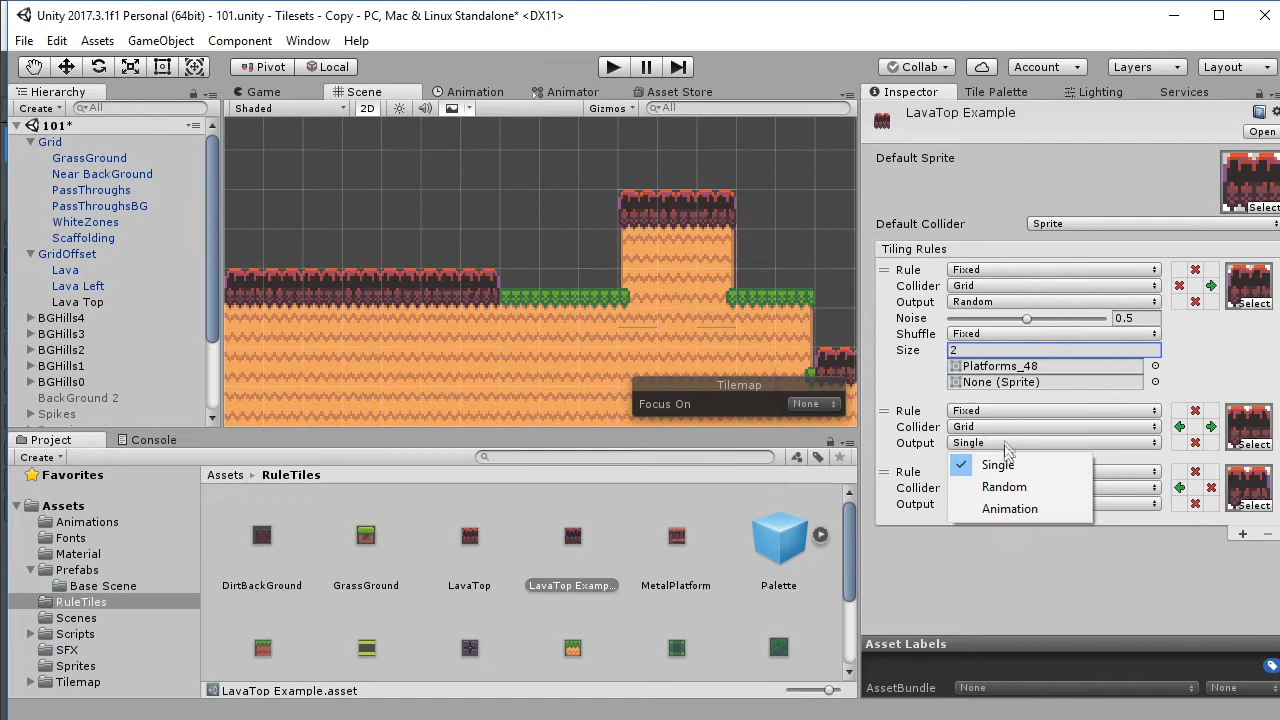 Unity 2017.3.1f1 Personal (64bit) - 101.unity - Tilesets - Copy - PC, Mac & Linux Standalone* <DX11>
File Edit Assets GameObject Component Window Help
Pivot Local Collab Account Layers Layout
Hierarchy Game Scene Animation Animator Asset Store Inspector Tile Palette Lighting Services
Create All Shaded 2D Gizmos All LavaTop Example
101* Open
Grid
GrassGround Default Sprite
Near BackGround
PassThroughs
PassThroughsBG Select
WhiteZones Default Collider Sprite
Scaffolding
GridOffset Tiling Rules
Lava Rule Fixed
Lava Left Collider Grid
Lava Top Output Random Select
BGHills4 Noise 0.5
BGHills3 Shuffle Fixed
BGHills2 Size 2
BGHills1 Platforms_48
BGHills0 None (Sprite)
BackGround 2 Tilemap
Spikes Focus On None
Rule Fixed
Collider Grid
Output Single Select
Single
Random
Animation
Rule
Collider
Output Select
Project Console
Create
Favorites Assets RuleTiles
Assets
Animations
Fonts
Material
Prefabs
Base Scene
RuleTiles
Scenes
Scripts
SFX
Sprites
Tilemap
DirtBackGround GrassGround LavaTop LavaTop Examp... MetalPlatform Palette
LavaTop Example.asset
Asset Labels
AssetBundle None None